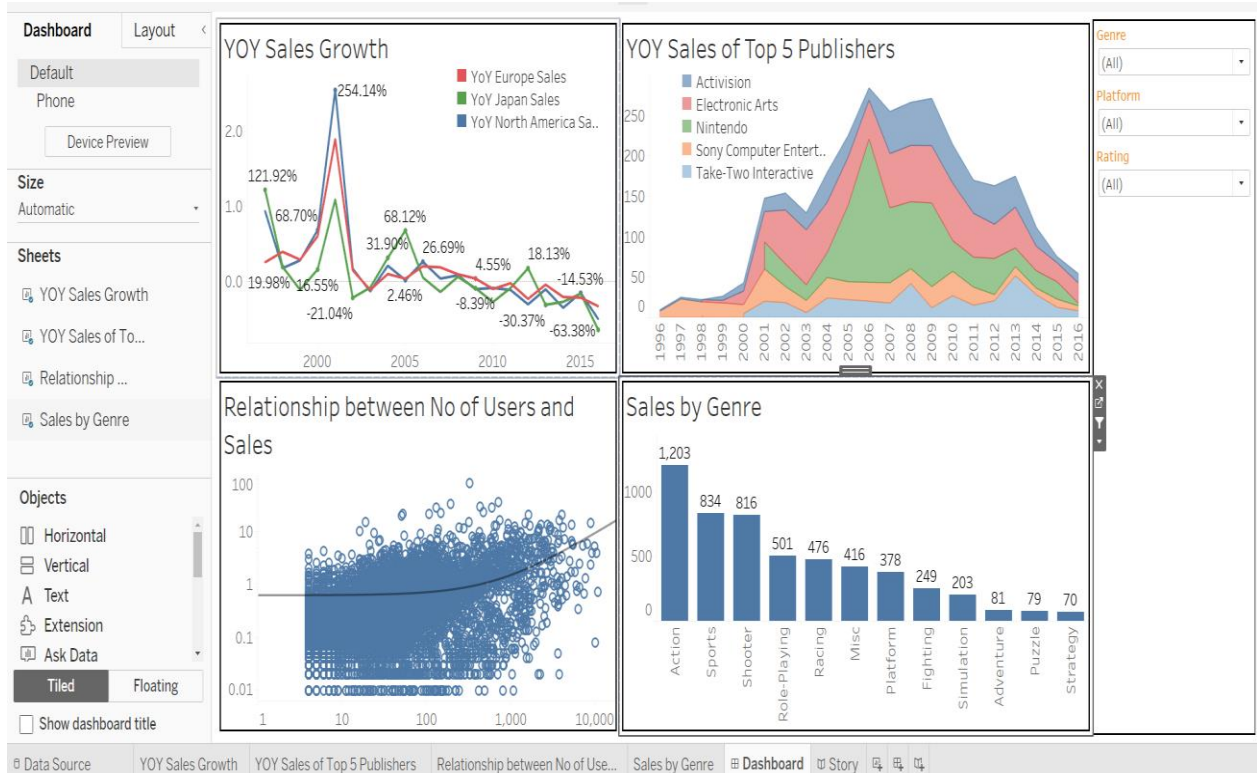 Dashboard
Layout
Default
Phone
Device Preview
Size
Automatic
Sheets
YOY Sales Growth
YOY Sales of To...
Relationship ...
Sales by Genre
Objects
Horizontal
Vertical
Text
Extension
Ask Data
Tiled
Floating
Show dashboard title
YOY Sales Growth
YoY Europe Sales
YoY Japan Sales
YoY North America Sa..
2.0
1.0
0.0
254.14%
121.92%
68.70%
19.98%
-16.55%
-21.04%
31.90%
68.12%
2.46%
26.69%
4.55%
-8.39%
18.13%
-30.37%
-14.53%
-63.38%
2000
2005
2010
2015
YOY Sales of Top 5 Publishers
Activision
Electronic Arts
Nintendo
Sony Computer Entert..
Take-Two Interactive
250
200
150
100
50
0
1996
1997
1998
1999
2000
2001
2002
2003
2004
2005
2006
2007
2008
2009
2010
2011
2012
2013
2014
2015
2016
Relationship between No of Users and
Sales
100
10
1
0.1
0.01
1
10
100
1,000
10,000
Sales by Genre
1000
500
0
1,203
834
816
501
476
416
378
249
203
81
79
70
Action
Sports
Shooter
Role-Playing
Racing
Misc
Platform
Fighting
Simulation
Adventure
Puzzle
Strategy
Genre
(All)
Platform
(All)
Rating
(All)
Data Source
YOY Sales Growth
YOY Sales of Top 5 Publishers
Relationship between No of Use...
Sales by Genre
Dashboard
Story